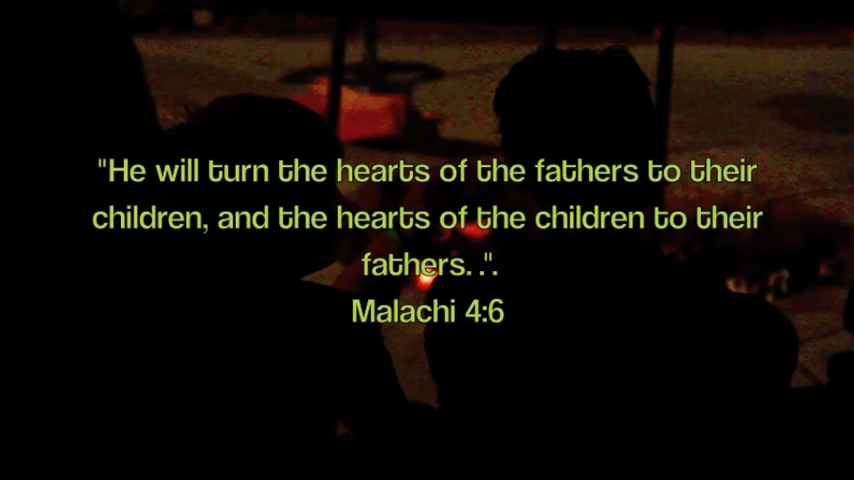 "He will turn the hearts of the fathers to their
children, and the hearts of the children to their
fathers. .".
Malachi 4:6